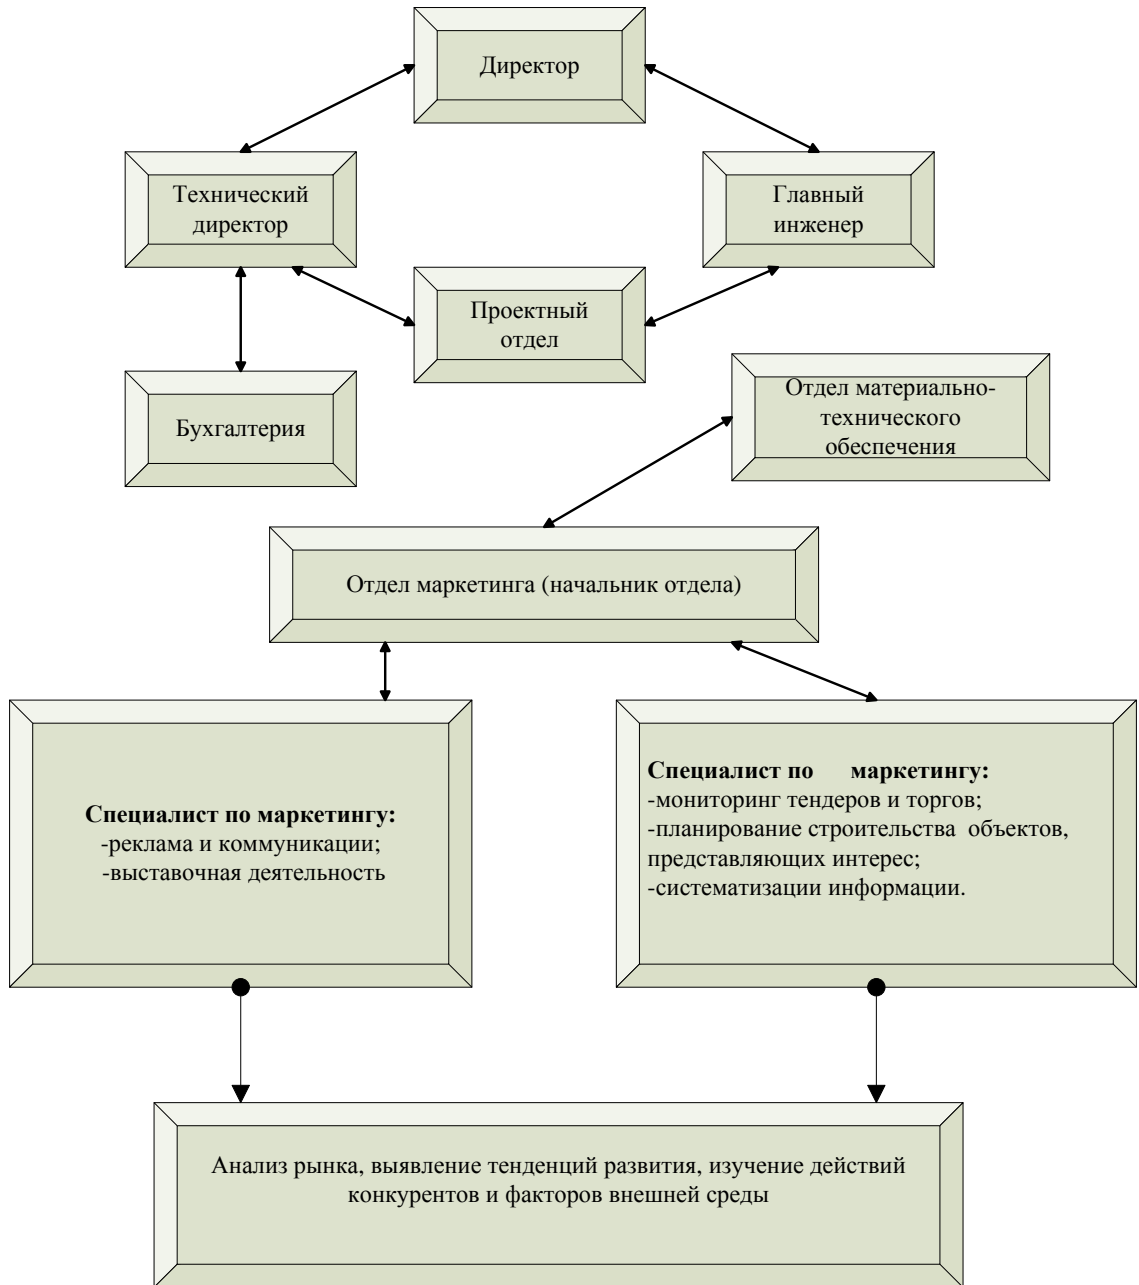 Директор
Технический
директор
Главный
инженер
Проектный
отдел
Отдел материально-
технического
обеспечения
Бухгалтерия
Отдел маркетинга (начальник отдела)
Специалист по маркетингу:
-реклама и коммуникации;
-выставочная деятельность
Специалист по маркетингу:
-мониторинг тендеров и торгов;
-планирование строительства объектов,
представляющих интерес;
-систематизации информации.
Анализ рынка, выявление тенденций развития, изучение действий
конкурентов и факторов внешней среды